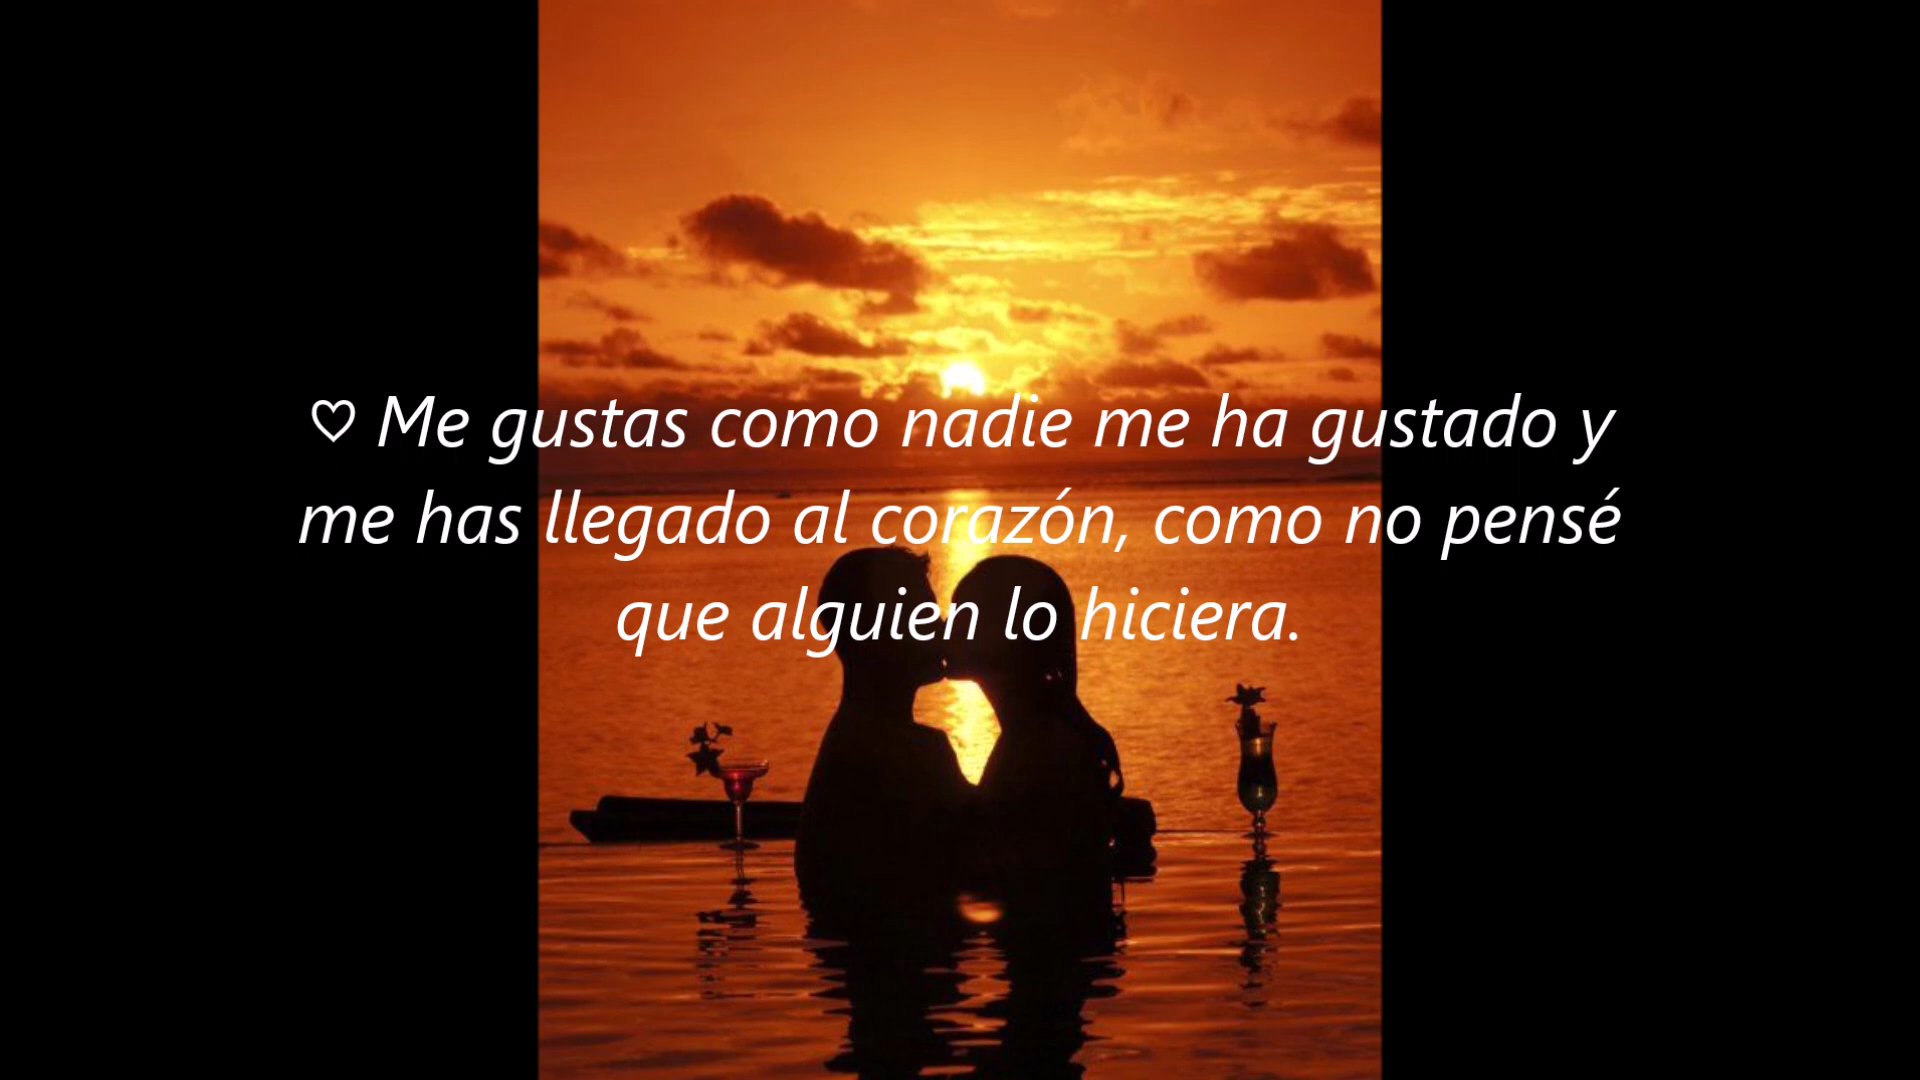 ♡ Me gustas como nadie me ha gustado y
me has llegado al corazón, como no pensé
que alguien lo hiciera.